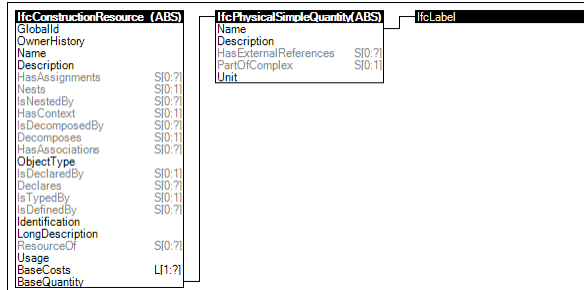 IfcConstructionResource (ABS)
GlobalId
OwnerHistory
Name
Description
HasAssignments S[0:?]
Nests S[0:1]
IsNestedBy S[0:?]
HasContext S[0:1]
IsDecomposedBy S[0:?]
Decomposes S[0:1]
HasAssociations S[0:?]
ObjectType
IsDeclaredBy S[0:1]
Declares S[0:?]
IsTypedBy S[0:1]
IsDefinedBy S[0:?]
Identification
LongDescription
ResourceOf S[0:?]
Usage
BaseCosts L[1:?]
BaseQuantity
IfcPhysicalSimpleQuantity(ABS)
Name
Description
HasExternalReferences S[0:?]
PartOfComplex S[0:1]
Unit
IfcLabel